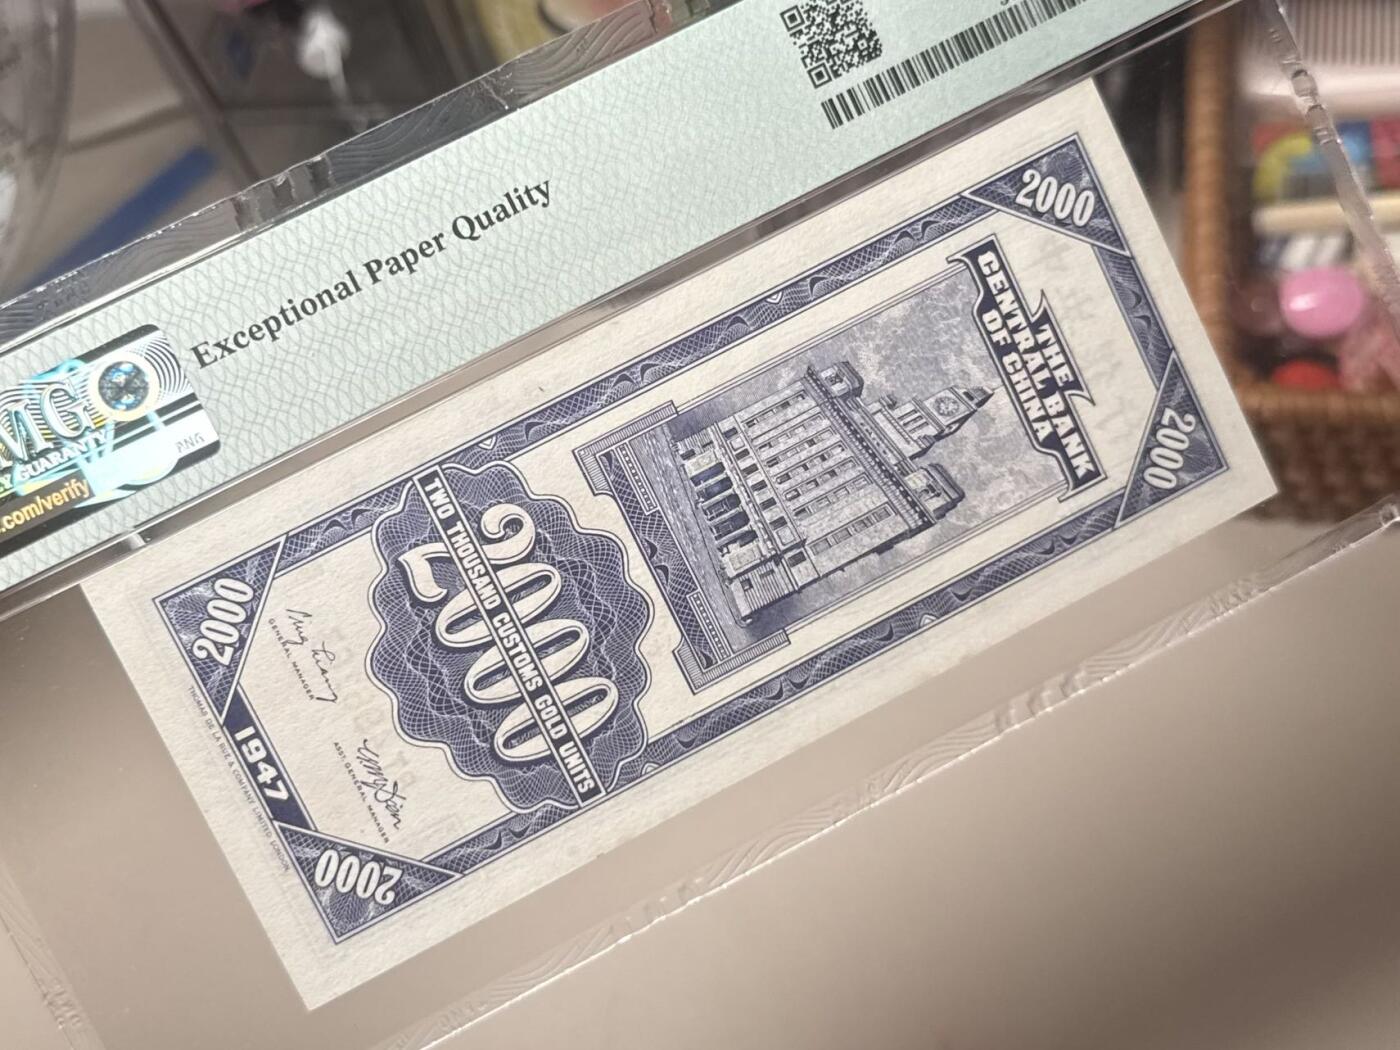 Exceptional Paper Quality
MG
Y GUARANTY
.com/verify
PNG
2000
2000
THE
CENTRAL BANK
OF CHINA
2000
TWO THOUSAND CUSTOMS GOLD UNITS
GENERAL MANAGER
ASST. GENERAL MANAGER
2000
1947
2000
THOMAS DE LA RUE & COMPANY LIMITED LONDON